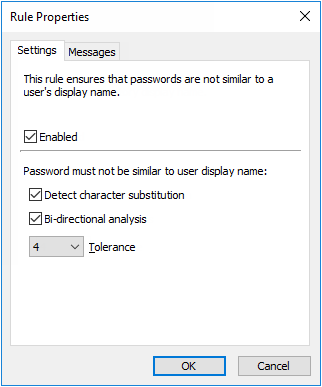 Rule Properties
Settings Messages
This rule ensures that passwords are not similar to a
user's display name.
Enabled
Password must not be similar to user display name:
Detect character substitution
Bi-directional analysis
4 Tolerance
OK Cancel